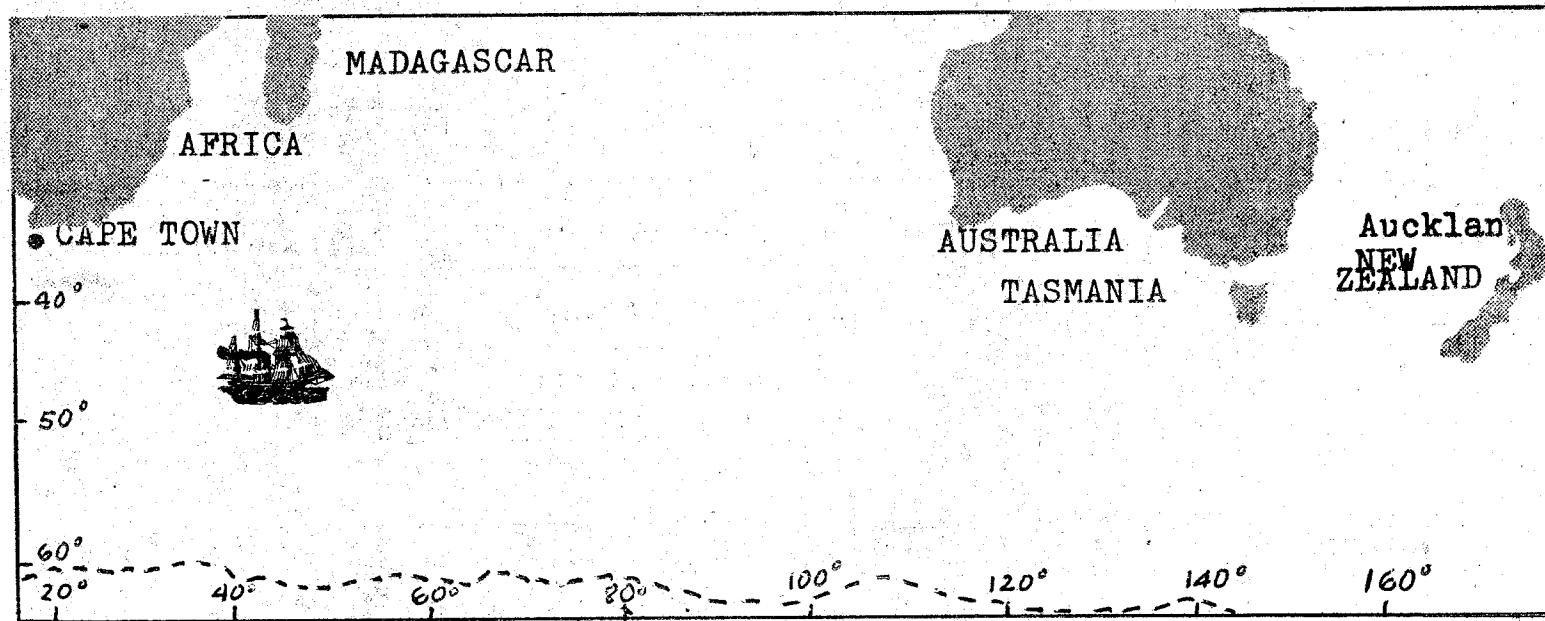 MADAGASCAR
AFRICA
CAPE TOWN
AUSTRALIA
TASMANIA
Aucklan
NEW
ZEALAND
40°
50°
60°
20°
40°
60°
80°
100°
120°
140°
160°